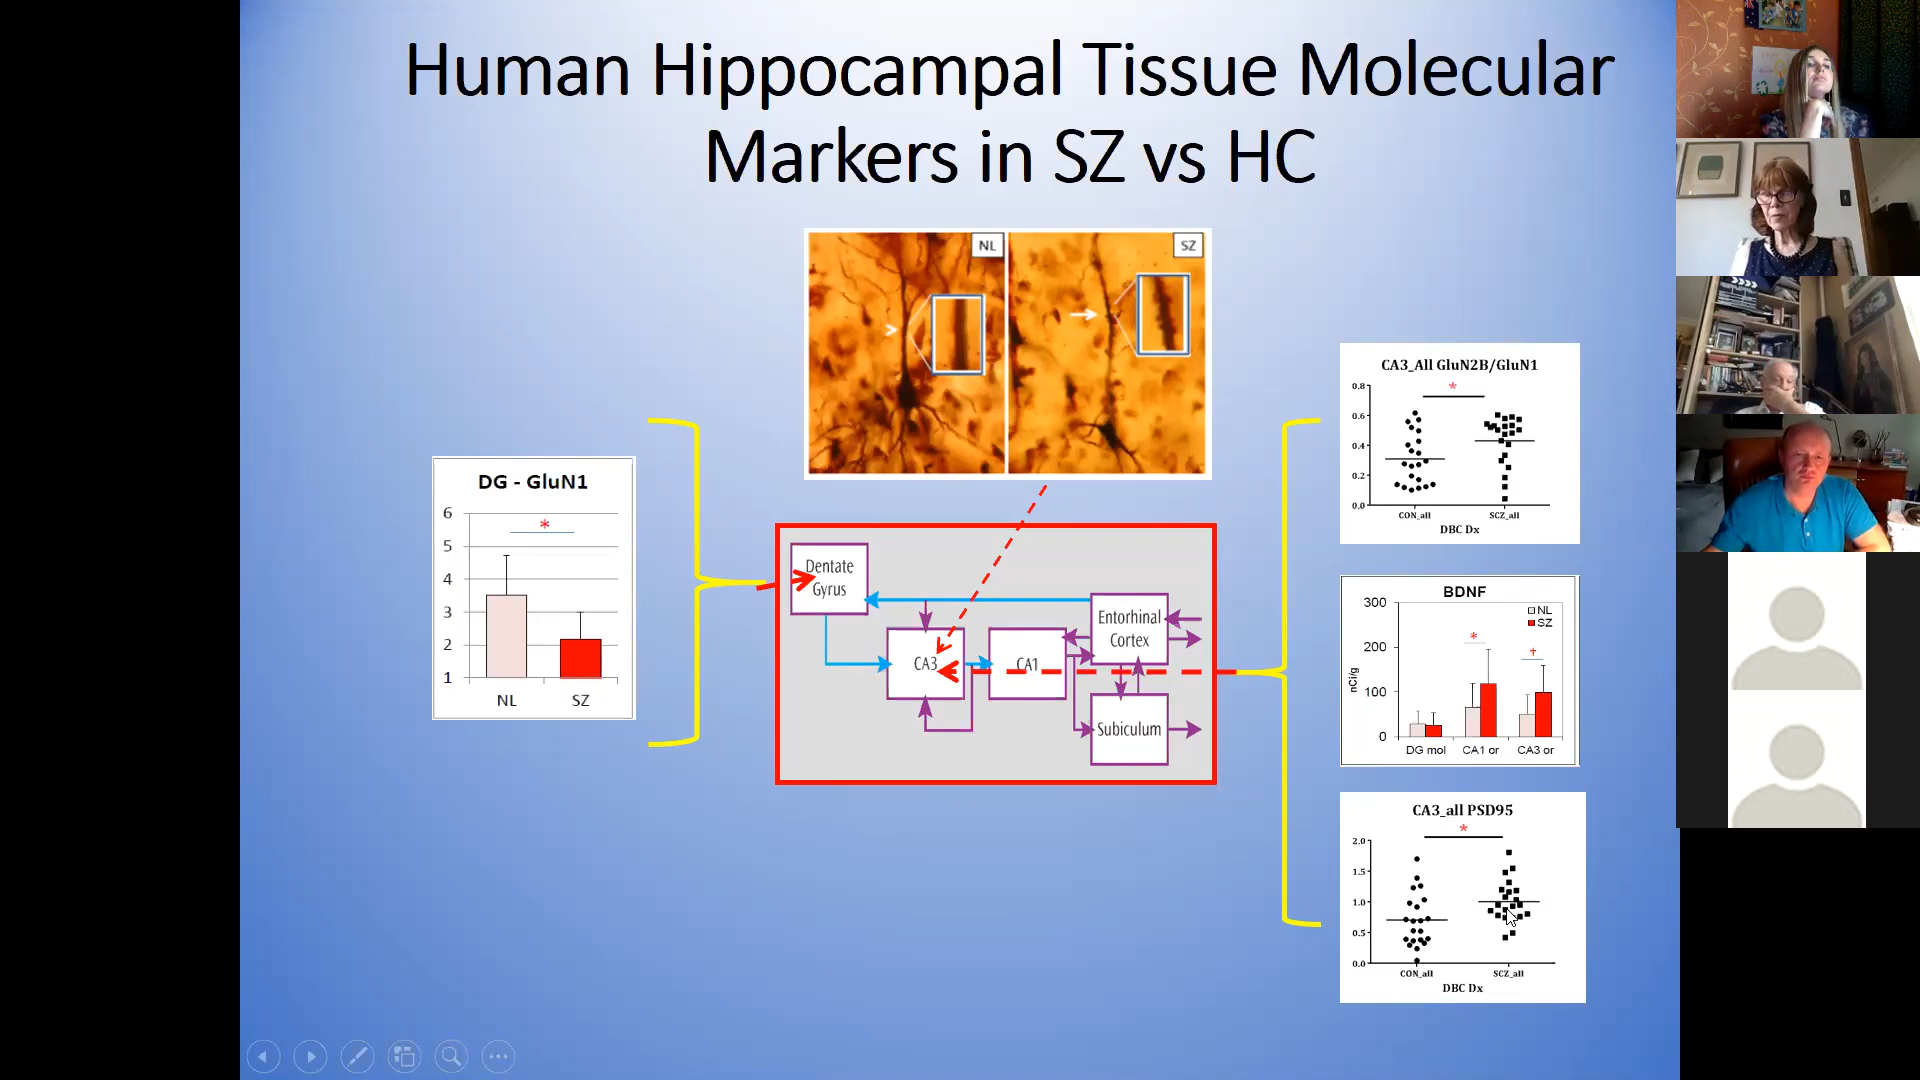 Human Hippocampal Tissue Molecular
Markers in SZ vs HC
NL
SZ
DG - GluN1
6
*
5
4
3
2
1
NL
SZ
Dentate
Gyrus
CA3
CA1
Entorhinal
Cortex
Subiculum
CA3_All GluN2B/GluN1
*
0.8
0.6
0.4
0.2
0.0
CON_all
SCZ_all
DBC Dx
BDNF
300
NL
SZ
200
*
†
nCi/g
100
0
DG mol
CA1 or
CA3 or
CA3_all PSD95
*
2.0
1.5
1.0
0.5
0.0
CON_all
SCZ_all
DBC Dx